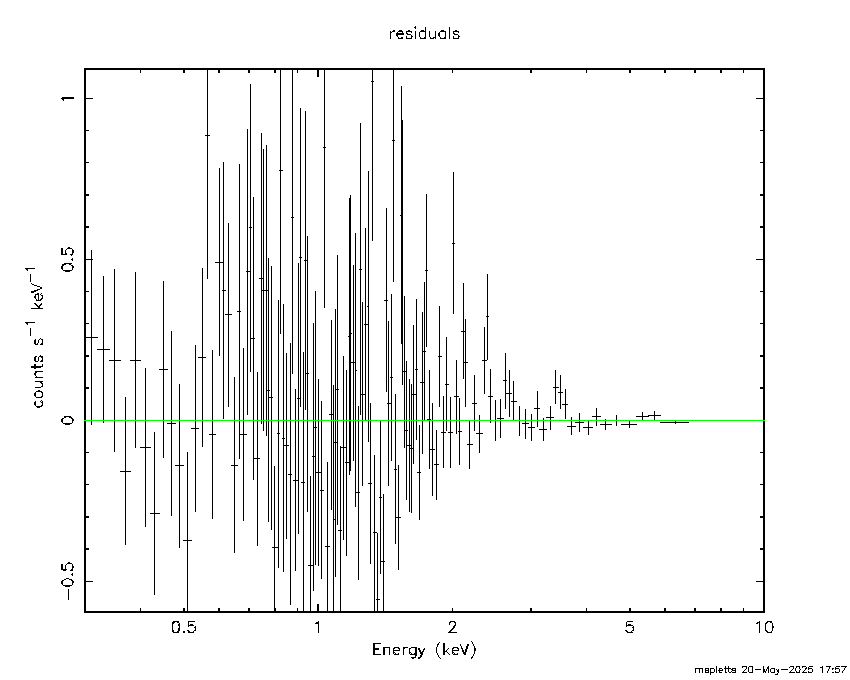 residuals
counts s⁻¹ keV⁻¹
1
0.5
0
−0.5
0.5 1 2 5 10
Energy (keV)
mapletta 20-May-2025 17:57